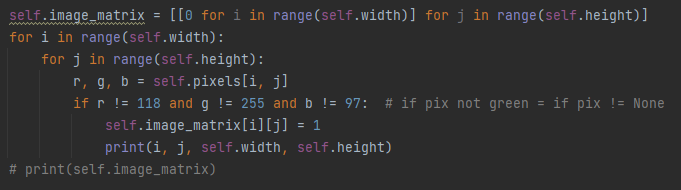 self.image_matrix = [[0 for i in range(self.width)] for j in range(self.height)]
for i in range(self.width):
    for j in range(self.height):
        r, g, b = self.pixels[i, j]
        if r != 118 and g != 255 and b != 97:  # if pix not green = if pix != None
            self.image_matrix[i][j] = 1
            print(i, j, self.width, self.height)
# print(self.image_matrix)